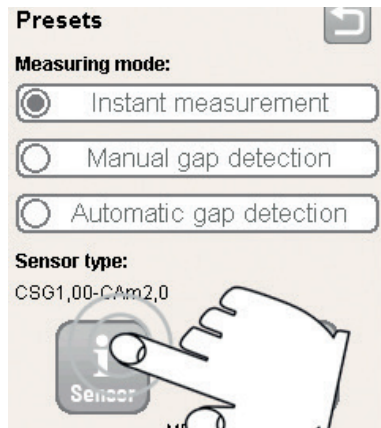 Presets
Measuring mode:
Instant measurement
Manual gap detection
Automatic gap detection
Sensor type:
CSG1,00-CAm2,0
i
Sensor